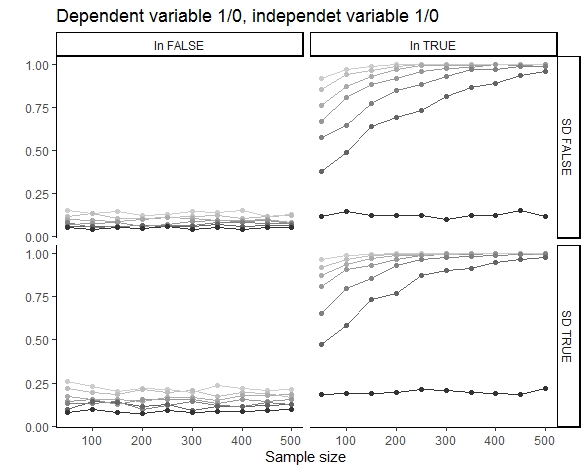 Dependent variable 1/0, independet variable 1/0
In FALSE
In TRUE
1.00
0.75
0.50
0.25
0.00
SD FALSE
1.00
0.75
0.50
0.25
0.00
SD TRUE
100 200 300 400 500
100 200 300 400 500
Sample size